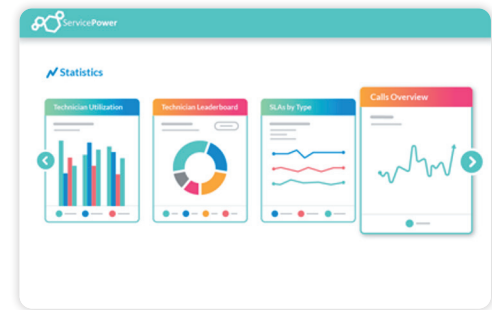 ServicePower
Statistics
Technician Utilization
Technician Leaderboard
SLAs by Type
Calls Overview